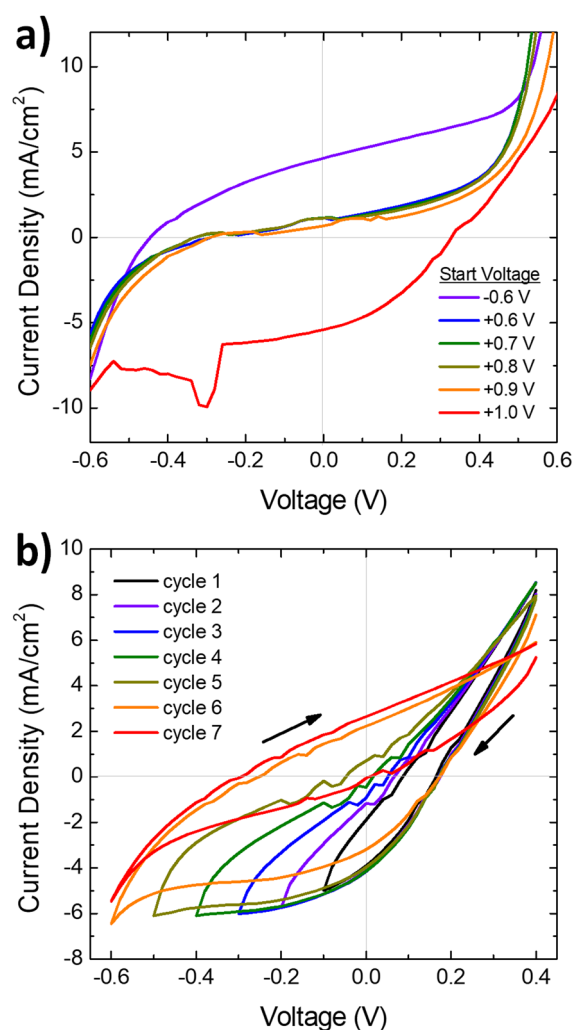 a)
Current Density (mA/cm²)
10
5
0
-5
-10
Start Voltage
-0.6 V
+0.6 V
+0.7 V
+0.8 V
+0.9 V
+1.0 V
-0.6 -0.4 -0.2 0.0 0.2 0.4 0.6
Voltage (V)
b)
Current Density (mA/cm²)
10
8
6
4
2
0
-2
-4
-6
-8
cycle 1
cycle 2
cycle 3
cycle 4
cycle 5
cycle 6
cycle 7
-0.6 -0.4 -0.2 0.0 0.2 0.4
Voltage (V)